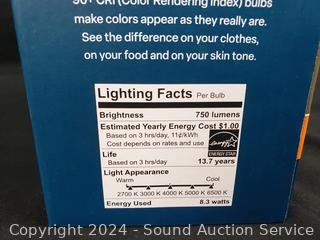 90+ CRI (Color Rendering Index) bulbs
make colors appear as they really are.
See the difference on your clothes,
on your food and on your skin tone.
Lighting Facts Per Bulb
Brightness 750 lumens
Estimated Yearly Energy Cost $1.00
Based on 3 hrs/day, 11¢/kWh
Cost depends on rates and use
ENERGY STAR
Life
Based on 3 hrs/day 13.7 years
Light Appearance
Warm Cool
2700 K 3000 K 4000 K 5000 K 6500 K
Energy Used 8.3 watts
Copyright 2024 - Sound Auction Service